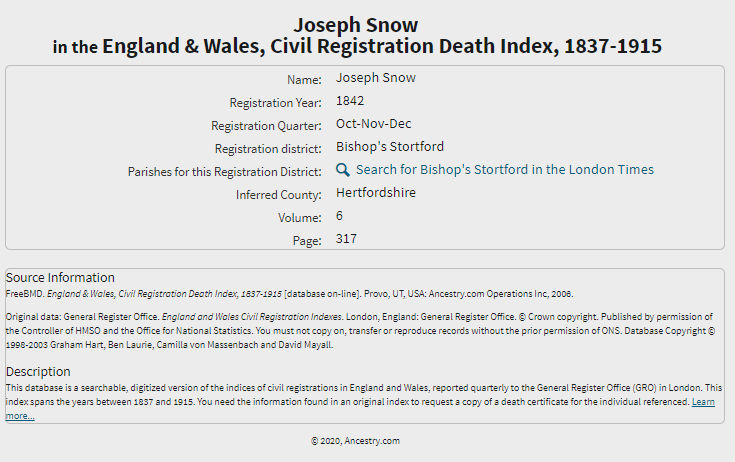 Joseph Snow
in the England & Wales, Civil Registration Death Index, 1837-1915
Name: Joseph Snow
Registration Year: 1842
Registration Quarter: Oct-Nov-Dec
Registration district: Bishop's Stortford
Parishes for this Registration District: Search for Bishop's Stortford in the London Times
Inferred County: Hertfordshire
Volume: 6
Page: 317
Source Information
FreeBMD. England & Wales, Civil Registration Death Index, 1837-1915 [database on-line]. Provo, UT, USA: Ancestry.com Operations Inc, 2006.
Original data: General Register Office. England and Wales Civil Registration Indexes. London, England: General Register Office. © Crown copyright. Published by permission of
the Controller of HMSO and the Office for National Statistics. You must not copy on, transfer or reproduce records without the prior permission of ONS. Database Copyright ©
1998-2003 Graham Hart, Ben Laurie, Camilla von Massenbach and David Mayall.
Description
This database is a searchable, digitized version of the indices of civil registrations in England and Wales, reported quarterly to the General Register Office (GRO) in London. This
index spans the years between 1837 and 1915. You need the information found in an original index to request a copy of a death certificate for the individual referenced. Learn
more...
© 2020, Ancestry.com